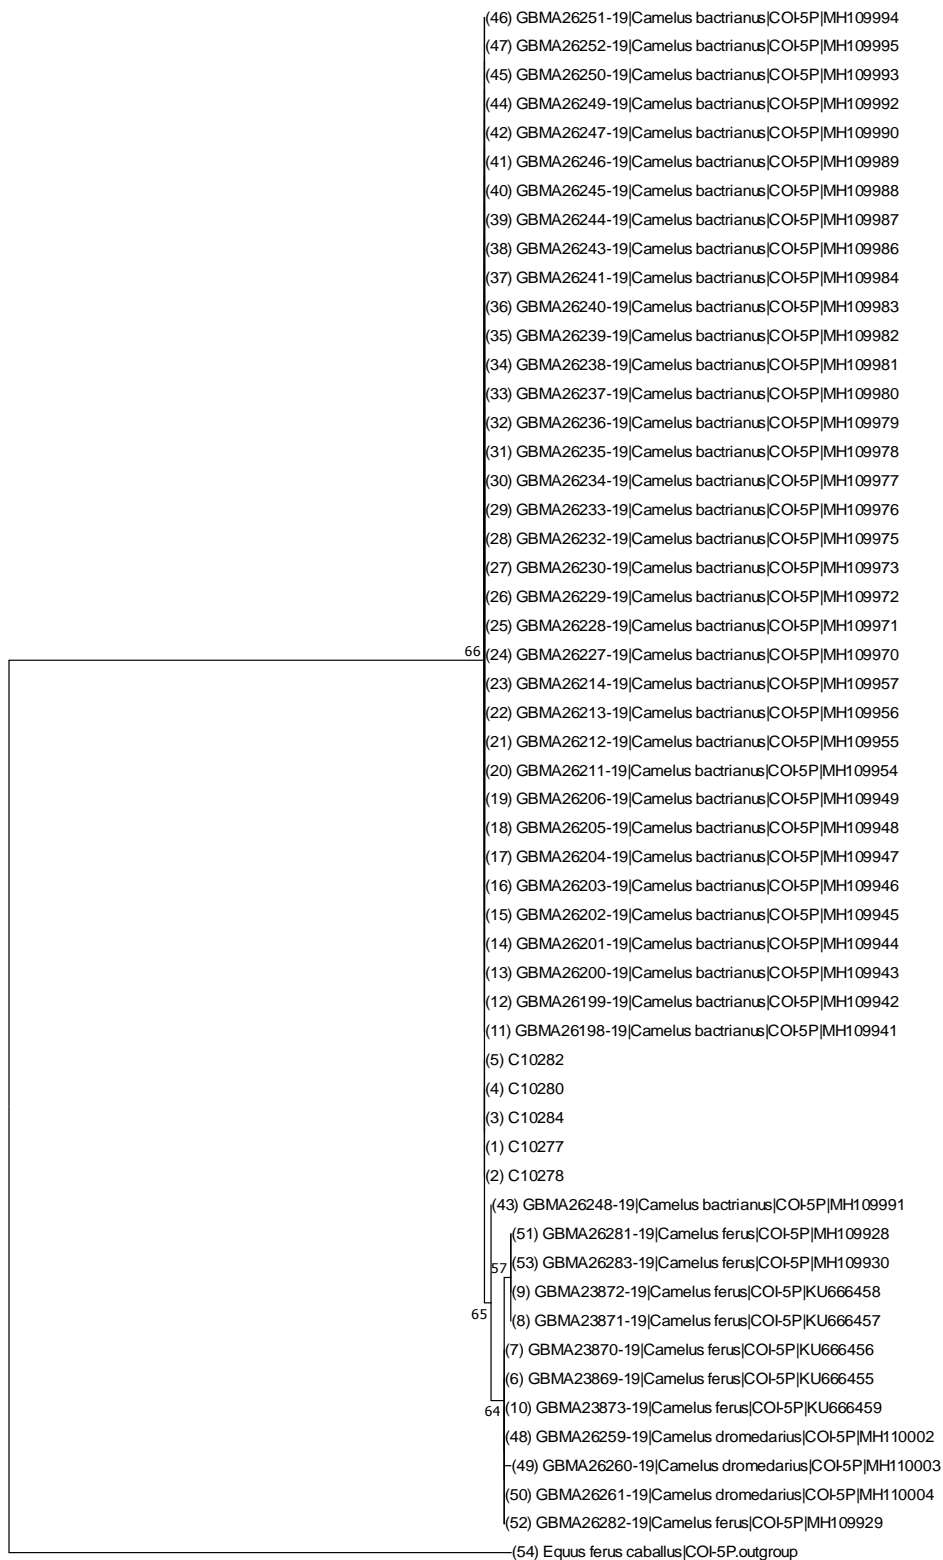 (46) GBMA26251-19|Camelus bactrianus|COI-5P|MH109994
(47) GBMA26252-19|Camelus bactrianus|COI-5P|MH109995
(45) GBMA26250-19|Camelus bactrianus|COI-5P|MH109993
(44) GBMA26249-19|Camelus bactrianus|COI-5P|MH109992
(42) GBMA26247-19|Camelus bactrianus|COI-5P|MH109990
(41) GBMA26246-19|Camelus bactrianus|COI-5P|MH109989
(40) GBMA26245-19|Camelus bactrianus|COI-5P|MH109988
(39) GBMA26244-19|Camelus bactrianus|COI-5P|MH109987
(38) GBMA26243-19|Camelus bactrianus|COI-5P|MH109986
(37) GBMA26241-19|Camelus bactrianus|COI-5P|MH109984
(36) GBMA26240-19|Camelus bactrianus|COI-5P|MH109983
(35) GBMA26239-19|Camelus bactrianus|COI-5P|MH109982
(34) GBMA26238-19|Camelus bactrianus|COI-5P|MH109981
(33) GBMA26237-19|Camelus bactrianus|COI-5P|MH109980
(32) GBMA26236-19|Camelus bactrianus|COI-5P|MH109979
(31) GBMA26235-19|Camelus bactrianus|COI-5P|MH109978
(30) GBMA26234-19|Camelus bactrianus|COI-5P|MH109977
(29) GBMA26233-19|Camelus bactrianus|COI-5P|MH109976
(28) GBMA26232-19|Camelus bactrianus|COI-5P|MH109975
(27) GBMA26230-19|Camelus bactrianus|COI-5P|MH109973
(26) GBMA26229-19|Camelus bactrianus|COI-5P|MH109972
(25) GBMA26228-19|Camelus bactrianus|COI-5P|MH109971
66
(24) GBMA26227-19|Camelus bactrianus|COI-5P|MH109970
(23) GBMA26214-19|Camelus bactrianus|COI-5P|MH109957
(22) GBMA26213-19|Camelus bactrianus|COI-5P|MH109956
(21) GBMA26212-19|Camelus bactrianus|COI-5P|MH109955
(20) GBMA26211-19|Camelus bactrianus|COI-5P|MH109954
(19) GBMA26206-19|Camelus bactrianus|COI-5P|MH109949
(18) GBMA26205-19|Camelus bactrianus|COI-5P|MH109948
(17) GBMA26204-19|Camelus bactrianus|COI-5P|MH109947
(16) GBMA26203-19|Camelus bactrianus|COI-5P|MH109946
(15) GBMA26202-19|Camelus bactrianus|COI-5P|MH109945
(14) GBMA26201-19|Camelus bactrianus|COI-5P|MH109944
(13) GBMA26200-19|Camelus bactrianus|COI-5P|MH109943
(12) GBMA26199-19|Camelus bactrianus|COI-5P|MH109942
(11) GBMA26198-19|Camelus bactrianus|COI-5P|MH109941
(5) C10282
(4) C10280
(3) C10284
(1) C10277
(2) C10278
(43) GBMA26248-19|Camelus bactrianus|COI-5P|MH109991
(51) GBMA26281-19|Camelus ferus|COI-5P|MH109928
57
(53) GBMA26283-19|Camelus ferus|COI-5P|MH109930
(9) GBMA23872-19|Camelus ferus|COI-5P|KU666458
65
(8) GBMA23871-19|Camelus ferus|COI-5P|KU666457
(7) GBMA23870-19|Camelus ferus|COI-5P|KU666456
(6) GBMA23869-19|Camelus ferus|COI-5P|KU666455
64
(10) GBMA23873-19|Camelus ferus|COI-5P|KU666459
(48) GBMA26259-19|Camelus dromedarius|COI-5P|MH110002
(49) GBMA26260-19|Camelus dromedarius|COI-5P|MH110003
(50) GBMA26261-19|Camelus dromedarius|COI-5P|MH110004
(52) GBMA26282-19|Camelus ferus|COI-5P|MH109929
(54) Equus ferus caballus|COI-5P.outgroup